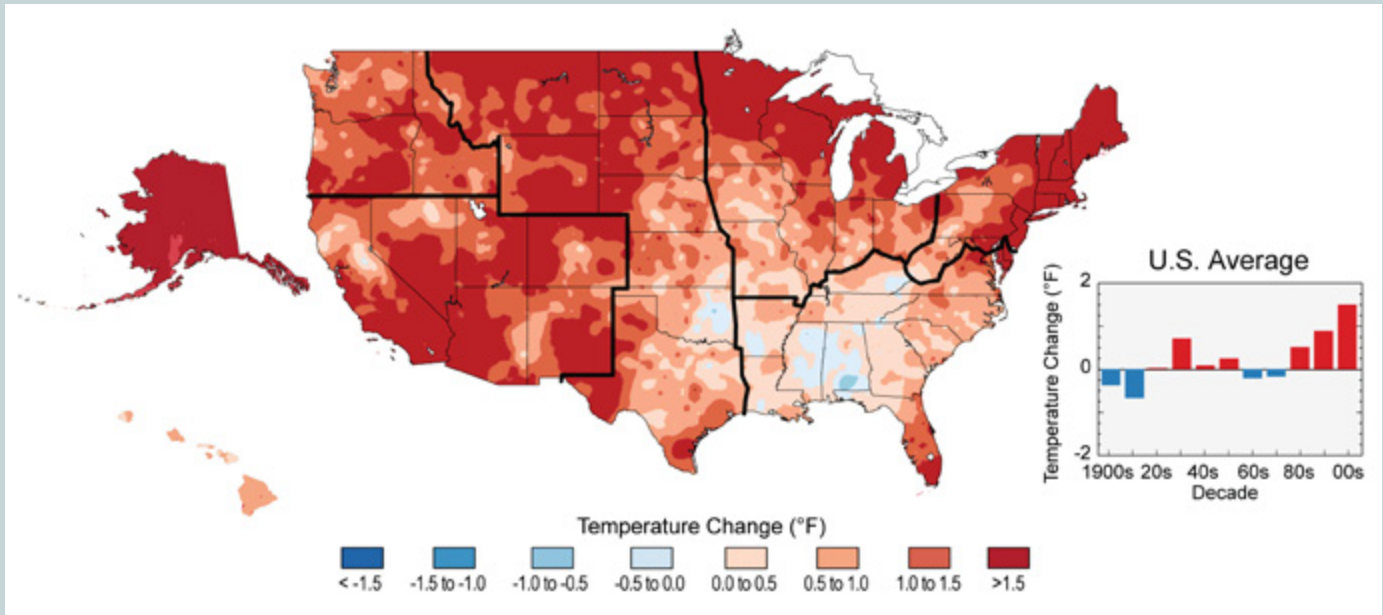 U.S. Average
Temperature Change (°F)
2
0
-2
1900s 20s 40s 60s 80s 00s
Decade
Temperature Change (°F)
< -1.5 -1.5 to -1.0 -1.0 to -0.5 -0.5 to 0.0 0.0 to 0.5 0.5 to 1.0 1.0 to 1.5 >1.5